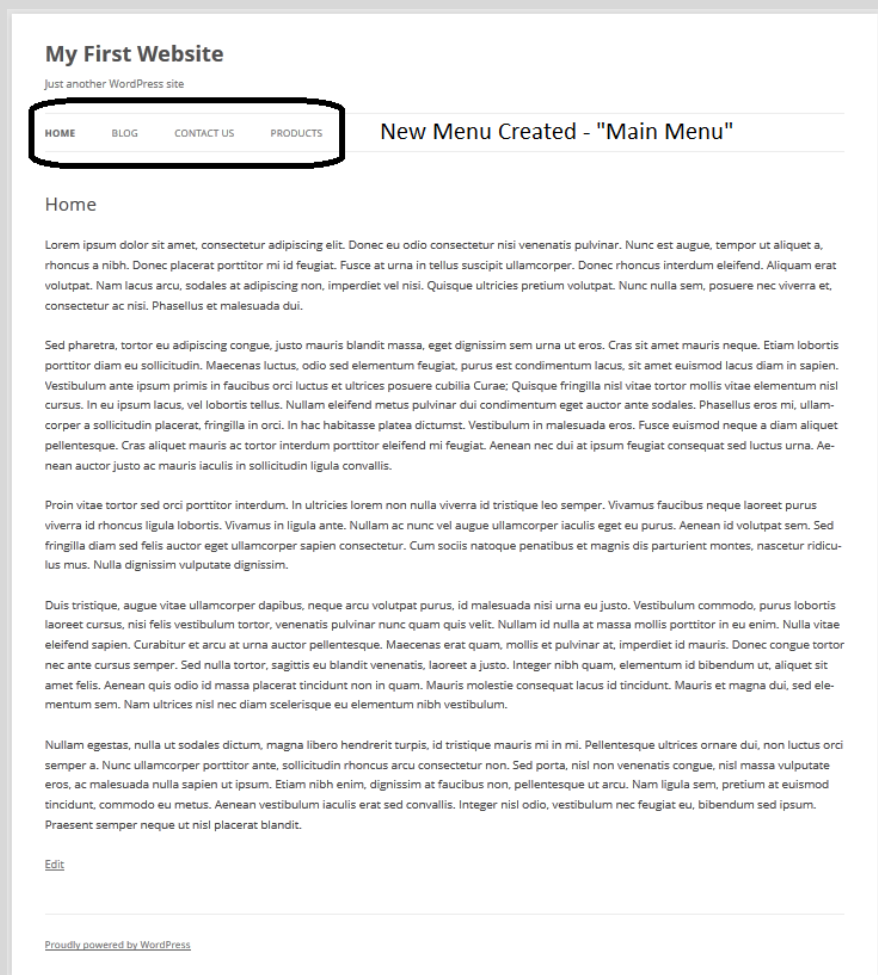 My First Website
Just another WordPress site
HOME BLOG CONTACT US PRODUCTS New Menu Created - "Main Menu"
Home
Lorem ipsum dolor sit amet, consectetur adipiscing elit. Donec eu odio consectetur nisi venenatis pulvinar. Nunc est augue, tempor ut aliquet a,
rhoncus a nibh. Donec placerat porttitor mi id feugiat. Fusce at urna in tellus suscipit ullamcorper. Donec rhoncus interdum eleifend. Aliquam erat
volutpat. Nam lacus arcu, sodales at adipiscing non, imperdiet vel nisi. Quisque ultricies pretium volutpat. Nunc nulla sem, posuere nec viverra et,
consectetur ac nisi. Phasellus et malesuada dui.
Sed pharetra, tortor eu adipiscing congue, justo mauris blandit massa, eget dignissim sem urna ut eros. Cras sit amet mauris neque. Etiam lobortis
porttitor diam eu sollicitudin. Maecenas luctus, odio sed elementum feugiat, purus est condimentum lacus, sit amet euismod lacus diam in sapien.
Vestibulum ante ipsum primis in faucibus orci luctus et ultrices posuere cubilia Curae; Quisque fringilla nisl vitae tortor mollis vitae elementum nisl
cursus. In eu ipsum lacus, vel lobortis tellus. Nullam eleifend metus pulvinar dui condimentum eget auctor ante sodales. Phasellus eros mi, ullam-
corper a sollicitudin placerat, fringilla in orci. In hac habitasse platea dictumst. Vestibulum in malesuada eros. Fusce euismod neque a diam aliquet
pellentesque. Cras aliquet mauris ac tortor interdum porttitor eleifend mi feugiat. Aenean nec dui at ipsum feugiat consequat sed luctus urna. Ae-
nean auctor justo ac mauris iaculis in sollicitudin ligula convallis.
Proin vitae tortor sed orci porttitor interdum. In ultricies lorem non nulla viverra id tristique leo semper. Vivamus faucibus neque laoreet purus
viverra id rhoncus ligula lobortis. Vivamus in ligula ante. Nullam ac nunc vel augue ullamcorper iaculis eget eu purus. Aenean id volutpat sem. Sed
fringilla diam sed felis auctor eget ullamcorper sapien consectetur. Cum sociis natoque penatibus et magnis dis parturient montes, nascetur ridicu-
lus mus. Nulla dignissim vulputate dignissim.
Duis tristique, augue vitae ullamcorper dapibus, neque arcu volutpat purus, id malesuada nisi urna eu justo. Vestibulum commodo, purus lobortis
laoreet cursus, nisi felis vestibulum tortor, venenatis pulvinar nunc quam quis velit. Nullam id nulla at massa mollis porttitor in eu enim. Nulla vitae
eleifend sapien. Curabitur et arcu at urna auctor pellentesque. Maecenas erat quam, mollis et pulvinar at, imperdiet id mauris. Donec congue tortor
nec ante cursus semper. Sed nulla tortor, sagittis eu blandit venenatis, laoreet a justo. Integer nibh quam, elementum id bibendum ut, aliquet sit
amet felis. Aenean quis odio id massa placerat tincidunt non in quam. Mauris molestie consequat lacus id tincidunt. Mauris et magna dui, sed ele-
mentum sem. Nam ultrices nisl nec diam scelerisque eu elementum nibh vestibulum.
Nullam egestas, nulla ut sodales dictum, magna libero hendrerit turpis, id tristique mauris mi in mi. Pellentesque ultrices ornare dui, non luctus orci
semper a. Nunc ullamcorper porttitor ante, sollicitudin rhoncus arcu consectetur non. Sed porta, nisl non venenatis congue, nisl massa vulputate
eros, ac malesuada nulla sapien ut ipsum. Etiam nibh enim, dignissim at faucibus non, pellentesque ut arcu. Nam ligula sem, pretium at euismod
tincidunt, commodo eu metus. Aenean vestibulum iaculis erat sed convallis. Integer nisl odio, vestibulum nec feugiat eu, bibendum sed ipsum.
Praesent semper neque ut nisl placerat blandit.
Edit
Proudly powered by WordPress